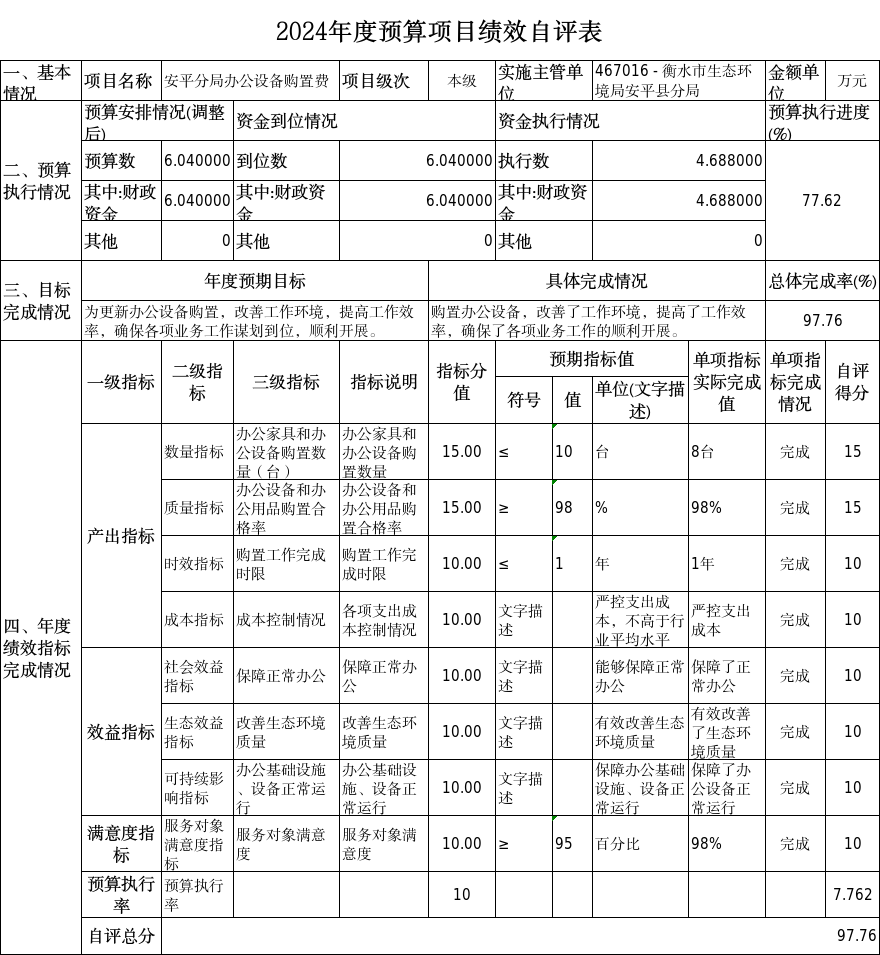 2024年度预算项目绩效自评表
一、基本情况 项目名称 安平分局办公设备购置费 项目级次 本级 实施主管单位 467016 - 衡水市生态环境局安平县分局 金额单位 万元
二、预算执行情况 预算安排情况(调整后) 资金到位情况 资金执行情况 预算执行进度(%)
预算数 6.040000 到位数 6.040000 执行数 4.688000 77.62
其中:财政资金 6.040000 其中:财政资金 6.040000 其中:财政资金 4.688000
其他 0 其他 0 其他 0
三、目标完成情况 年度预期目标 具体完成情况 总体完成率(%)
为更新办公设备购置，改善工作环境，提高工作效率，确保各项业务工作谋划到位，顺利开展。 购置办公设备，改善了工作环境，提高了工作效率，确保了各项业务工作的顺利开展。 97.76
四、年度绩效指标完成情况 一级指标 二级指标 三级指标 指标说明 指标分值 预期指标值 单项指标实际完成值 单项指标完成情况 自评得分
符号 值 单位(文字描述)
产出指标 数量指标 办公家具和办公设备购置数量（台） 办公家具和办公设备购置数量 15.00 ≤ 10 台 8台 完成 15
质量指标 办公设备和办公用品购置合格率 办公设备和办公用品购置合格率 15.00 ≥ 98 % 98% 完成 15
时效指标 购置工作完成时限 购置工作完成时限 10.00 ≤ 1 年 1年 完成 10
成本指标 成本控制情况 各项支出成本控制情况 10.00 文字描述 严控支出成本，不高于行业平均水平 严控支出成本 完成 10
效益指标 社会效益指标 保障正常办公 保障正常办公 10.00 文字描述 能够保障正常办公 保障了正常办公 完成 10
生态效益指标 改善生态环境质量 改善生态环境质量 10.00 文字描述 有效改善生态环境质量 有效改善了生态环境质量 完成 10
可持续影响指标 办公基础设施、设备正常运行 办公基础设施、设备正常运行 10.00 文字描述 保障办公基础设施、设备正常运行 保障了办公设备正常运行 完成 10
满意度指标 服务对象满意度指标 服务对象满意度 服务对象满意度 10.00 ≥ 95 百分比 98% 完成 10
预算执行率 预算执行率 10 7.762
自评总分 97.76